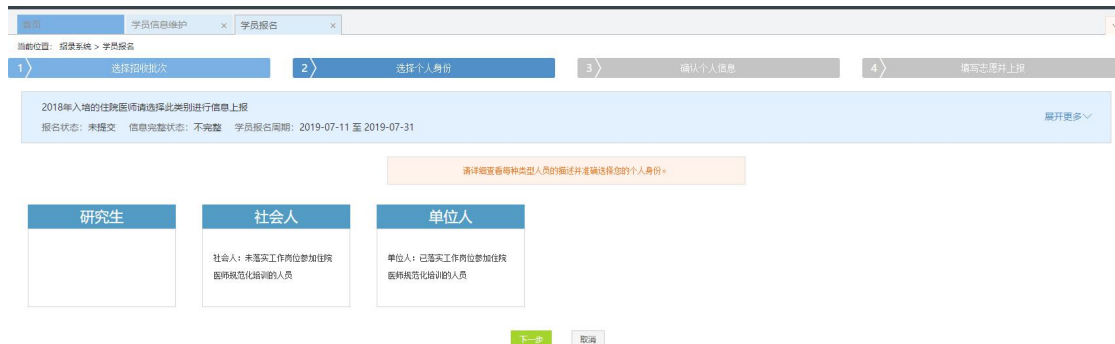 首页 学员信息维护 × 学员报名 ×
当前位置： 招录系统 > 学员报名
1 选择招收批次 2 选择个人身份 3 确认个人信息 4 填写志愿并上报
2018年入培的住院医师请选择此类别进行信息上报
报名状态：未提交 信息完整状态：不完整 学员报名周期：2019-07-11 至 2019-07-31
展开更多
请详细查看每种类型人员的描述并准确选择您的个人身份。
研究生 社会人 单位人
社会人：未落实工作岗位参加住院
医师规范化培训的人员
单位人：已落实工作岗位参加住院
医师规范化培训的人员
下一步 取消